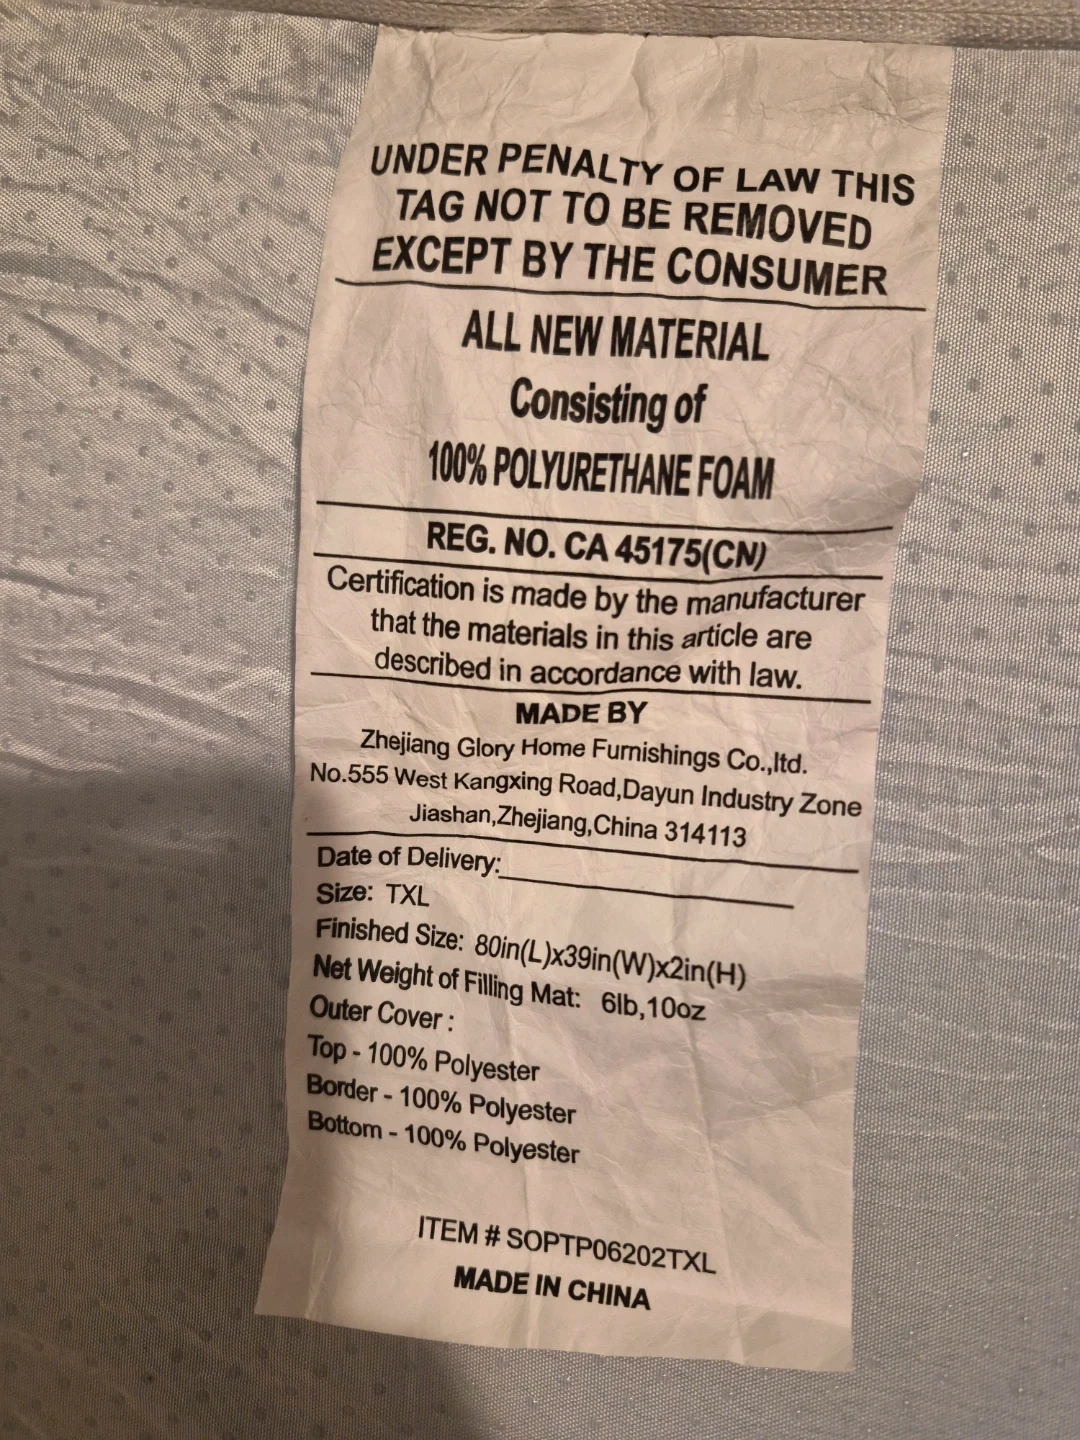 UNDER PENALTY OF LAW THIS
TAG NOT TO BE REMOVED
EXCEPT BY THE CONSUMER
ALL NEW MATERIAL
Consisting of
100% POLYURETHANE FOAM
REG. NO. CA 45175(CN)
Certification is made by the manufacturer
that the materials in this article are
described in accordance with law.
MADE BY
Zhejiang Glory Home Furnishings Co.,ltd.
No.555 West Kangxing Road,Dayun Industry Zone
Jiashan,Zhejiang,China 314113
Date of Delivery:
Size: TXL
Finished Size: 80in(L)x39in(W)x2in(H)
Net Weight of Filling Mat: 6lb,10oz
Outer Cover :
Top - 100% Polyester
Border - 100% Polyester
Bottom - 100% Polyester
ITEM # SOPTP06202TXL
MADE IN CHINA